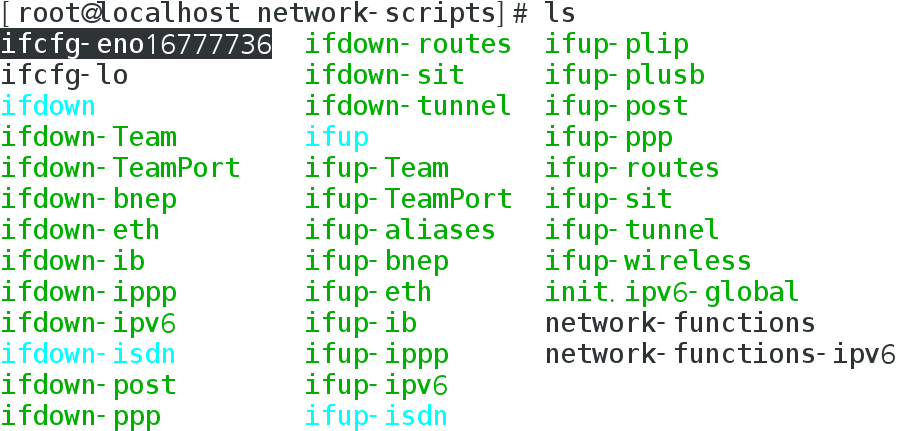 [root@localhost network-scripts]# ls
ifcfg-eno16777736  ifdown-routes  ifup-plip
ifcfg-lo           ifdown-sit     ifup-plusb
ifdown             ifdown-tunnel  ifup-post
ifdown-Team        ifup           ifup-ppp
ifdown-TeamPort    ifup-Team      ifup-routes
ifdown-bnep        ifup-TeamPort  ifup-sit
ifdown-eth         ifup-aliases   ifup-tunnel
ifdown-ib          ifup-bnep      ifup-wireless
ifdown-ippp        ifup-eth       init.ipv6-global
ifdown-ipv6        ifup-ib        network-functions
ifdown-isdn        ifup-ippp      network-functions-ipv6
ifdown-post        ifup-ipv6
ifdown-ppp         ifup-isdn